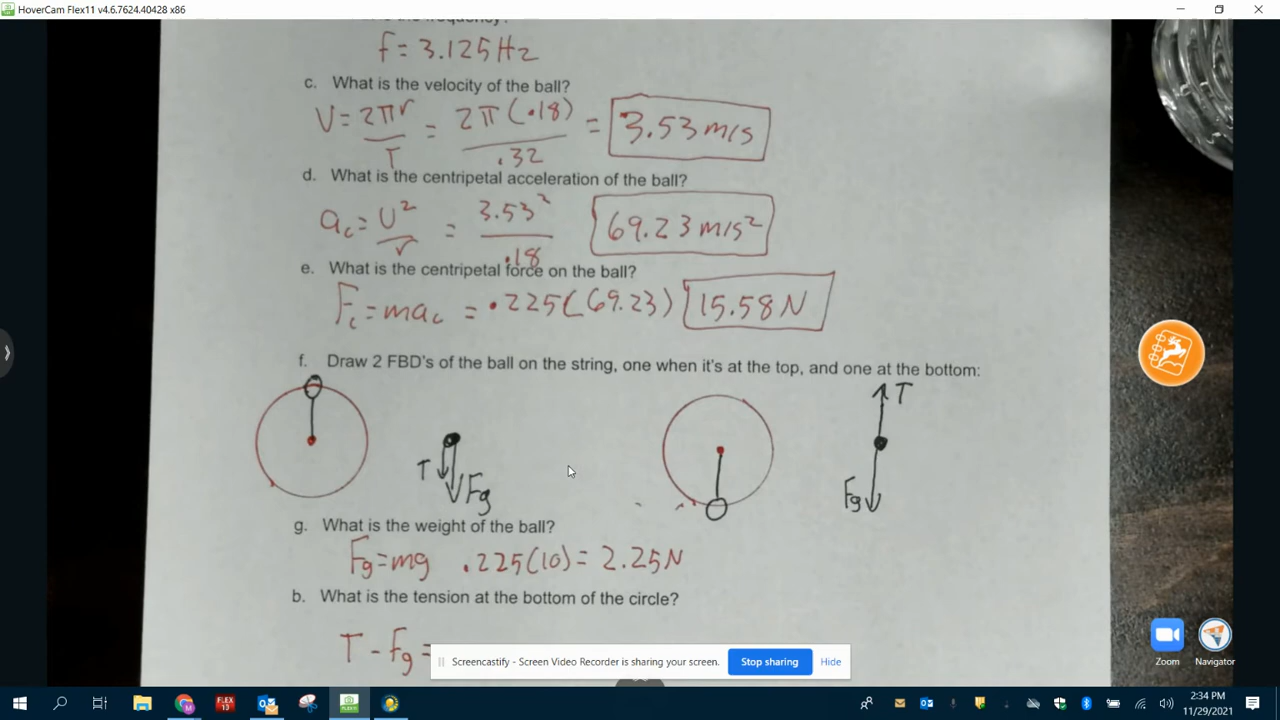 HoverCam Flex11 v4.6.7624.40428 x86
f = 3.125Hz
c. What is the velocity of the ball?
V = 2πr / T = 2π(.18) / .32 = 3.53 m/s
d. What is the centripetal acceleration of the ball?
ac = v² / r = 3.53² / .18 69.23 m/s²
e. What is the centripetal force on the ball?
Fc = mac = .225(69.23) 15.58 N
f. Draw 2 FBD's of the ball on the string, one when it's at the top, and one at the bottom:
T Fg
T
Fg
g. What is the weight of the ball?
Fg = mg .225(10) = 2.25N
b. What is the tension at the bottom of the circle?
T - Fg =
Screencastify - Screen Video Recorder is sharing your screen. Stop sharing Hide
Zoom Navigator
FLEX
FLEX11
2:34 PM
11/29/2021